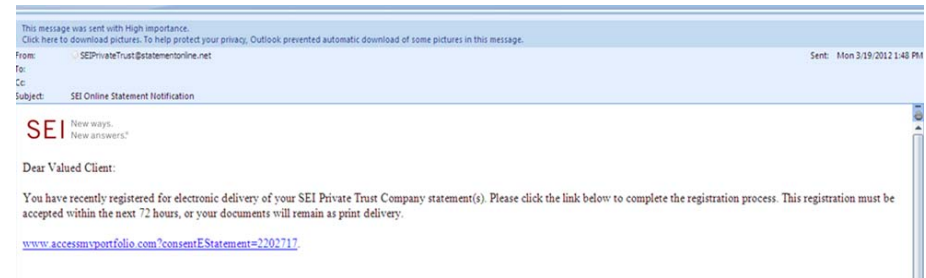 This message was sent with High importance.
Click here to download pictures. To help protect your privacy, Outlook prevented automatic download of some pictures in this message.
From: SEIPrivateTrust@statementonline.net Sent: Mon 3/19/2012 1:48 PM
To:
Cc:
Subject: SEI Online Statement Notification
SEI New ways.
New answers.®
Dear Valued Client:
You have recently registered for electronic delivery of your SEI Private Trust Company statement(s). Please click the link below to complete the registration process. This registration must be
accepted within the next 72 hours, or your documents will remain as print delivery.
www.accessmyportfolio.com?consentEStatement=2202717.